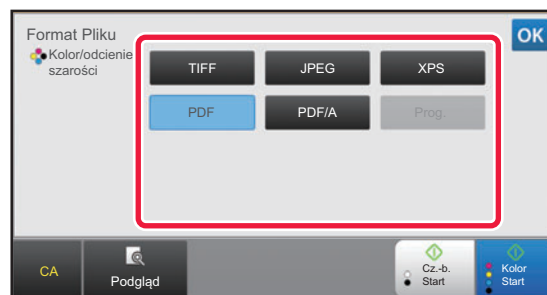 Format Pliku
OK
Kolor/odcienie
szarości
TIFF JPEG XPS
PDF PDF/A Prog.
CA
Podgląd
Cz.-b.
Start
Kolor
Start